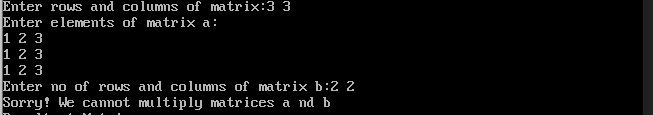 Enter rows and columns of matrix:3 3
Enter elements of matrix a:
1 2 3
1 2 3
1 2 3
Enter no of rows and columns of matrix b:2 2
Sorry! We cannot multiply matrices a nd b